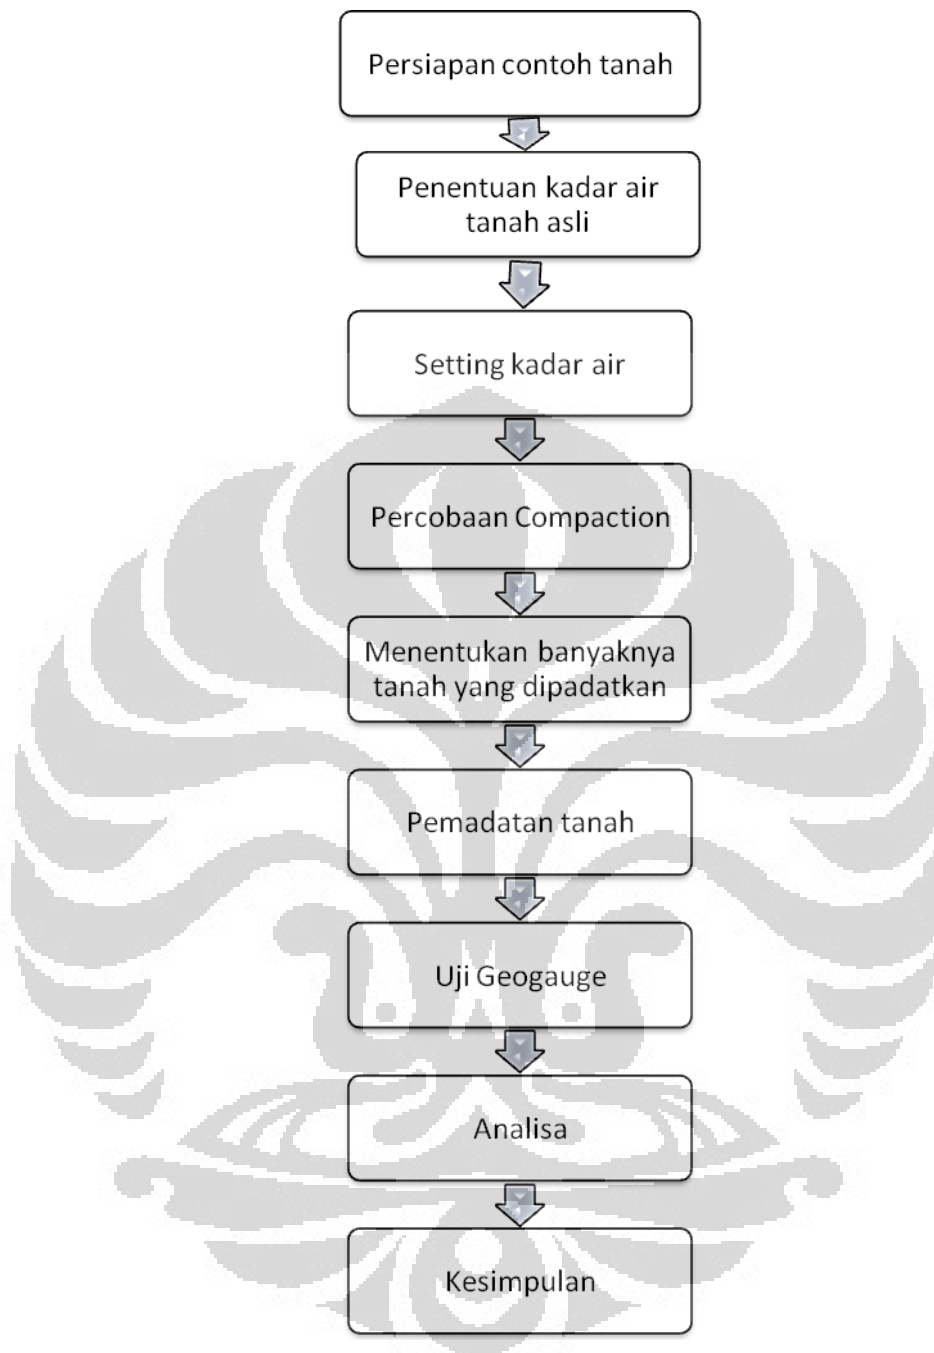 Persiapan contoh tanah
Penentuan kadar air
tanah asli
Setting kadar air
Percobaan Compaction
Menentukan banyaknya
tanah yang dipadatkan
Pemadatan tanah
Uji Geogauge
Analisa
Kesimpulan